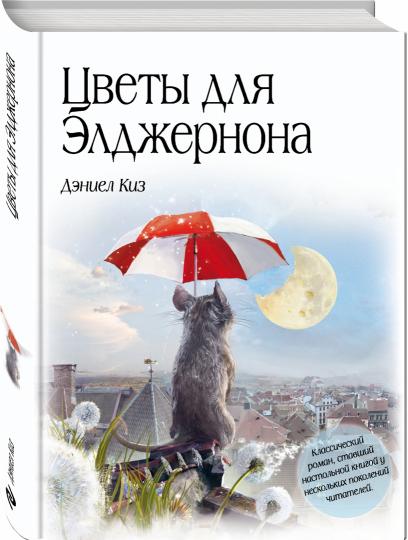 Цветы для
Элджернона
Дэниел Киз
Классический
роман, ставший
настольной книгой у
нескольких поколений
читателей.
Цветы для Элджернона